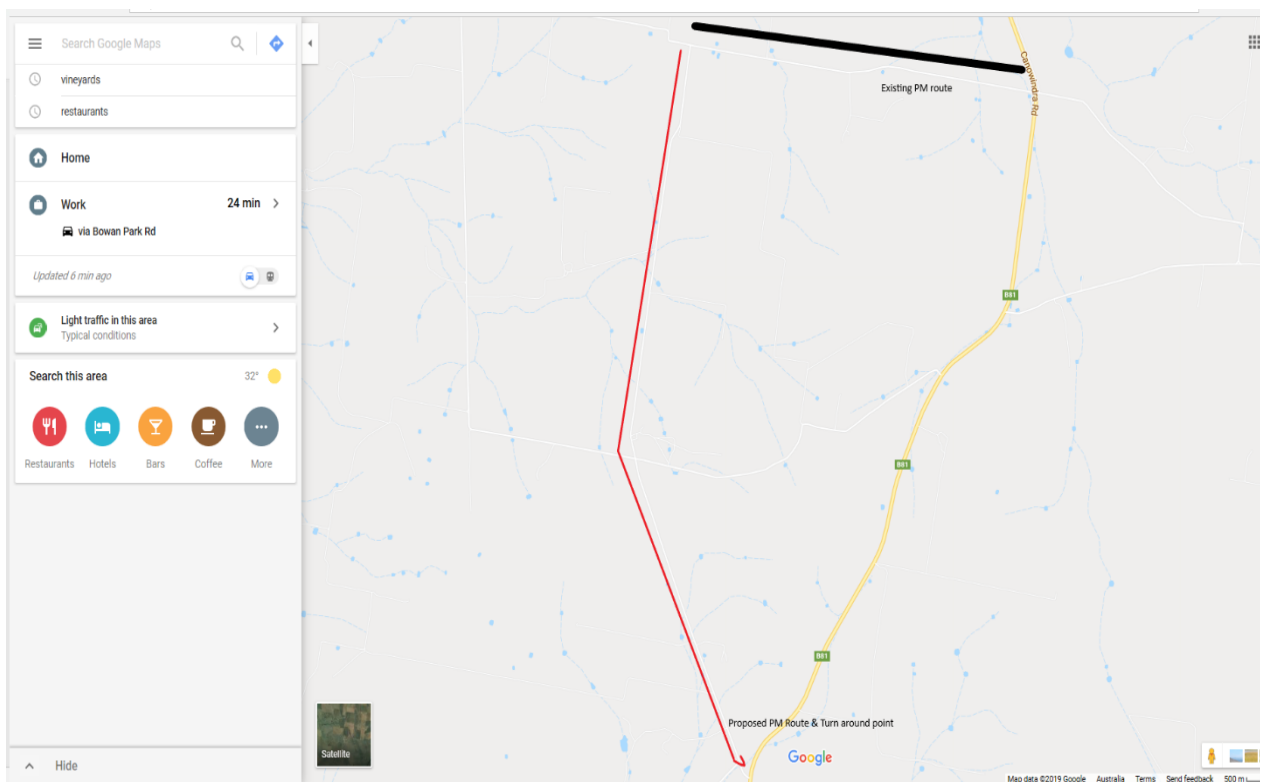 Search Google Maps
vineyards
restaurants
Home
Work
24 min
via Bowan Park Rd
Updated 6 min ago
Light traffic in this area
Typical conditions
Search this area
32°
Restaurants
Hotels
Bars
Coffee
More
Hide
Existing PM route
Canowindra Rd
B81
B81
B81
Proposed PM Route & Turn around point
Satellite
Google
Map data ©2019 Google
Australia
Terms
Send feedback
500 m